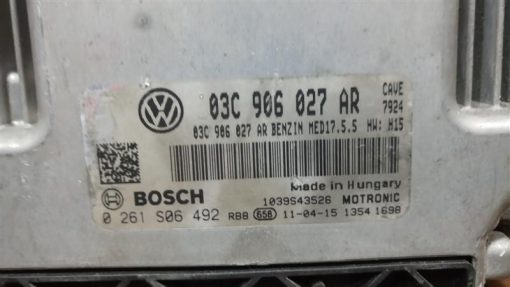 03C 906 027 AR CAVE
7924
03C 906 027 AR BENZIN MED17.5.5 HW: H15
Made in Hungary
BOSCH 1039S43526 MOTRONIC
0 261 S06 492 RBB 658 11-04-15 1354 1698